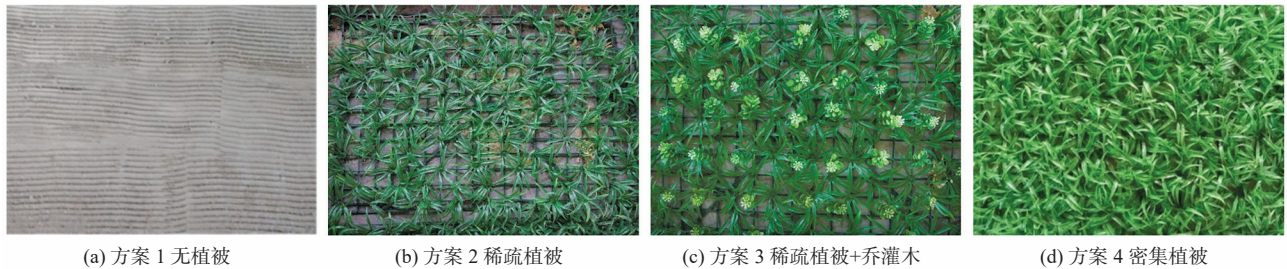 (a) 方案 1 无植被
(b) 方案 2 稀疏植被
(c) 方案 3 稀疏植被+乔灌木
(d) 方案 4 密集植被